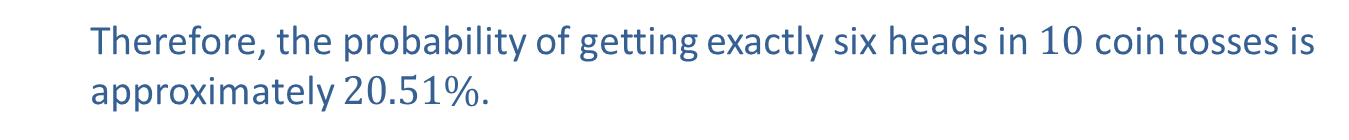 Therefore, the probability of getting exactly six heads in 10 coin tosses is
approximately 20.51%.